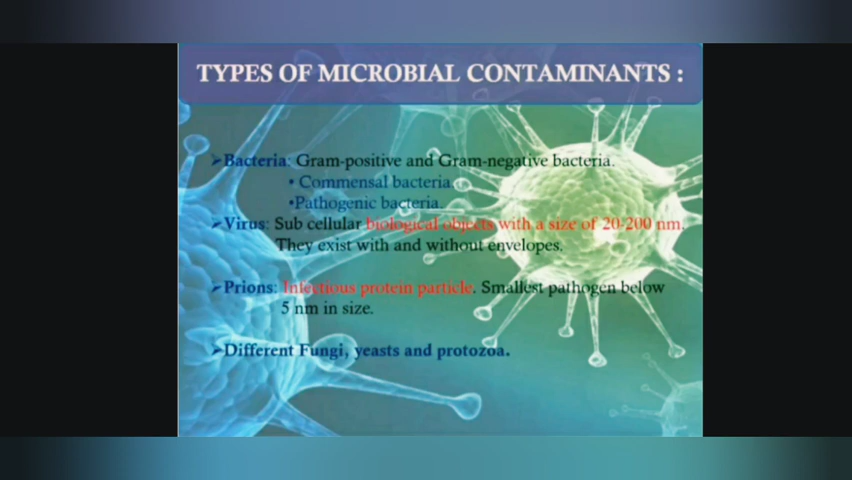 TYPES OF MICROBIAL CONTAMINANTS :
➢Bacteria: Gram-positive and Gram-negative bacteria.
• Commensal bacteria.
•Pathogenic bacteria.
➢Virus: Sub cellular biological objects with a size of 20-200 nm.
They exist with and without envelopes.
➢Prions: Infectious protein particle. Smallest pathogen below
5 nm in size.
➢Different Fungi, yeasts and protozoa.